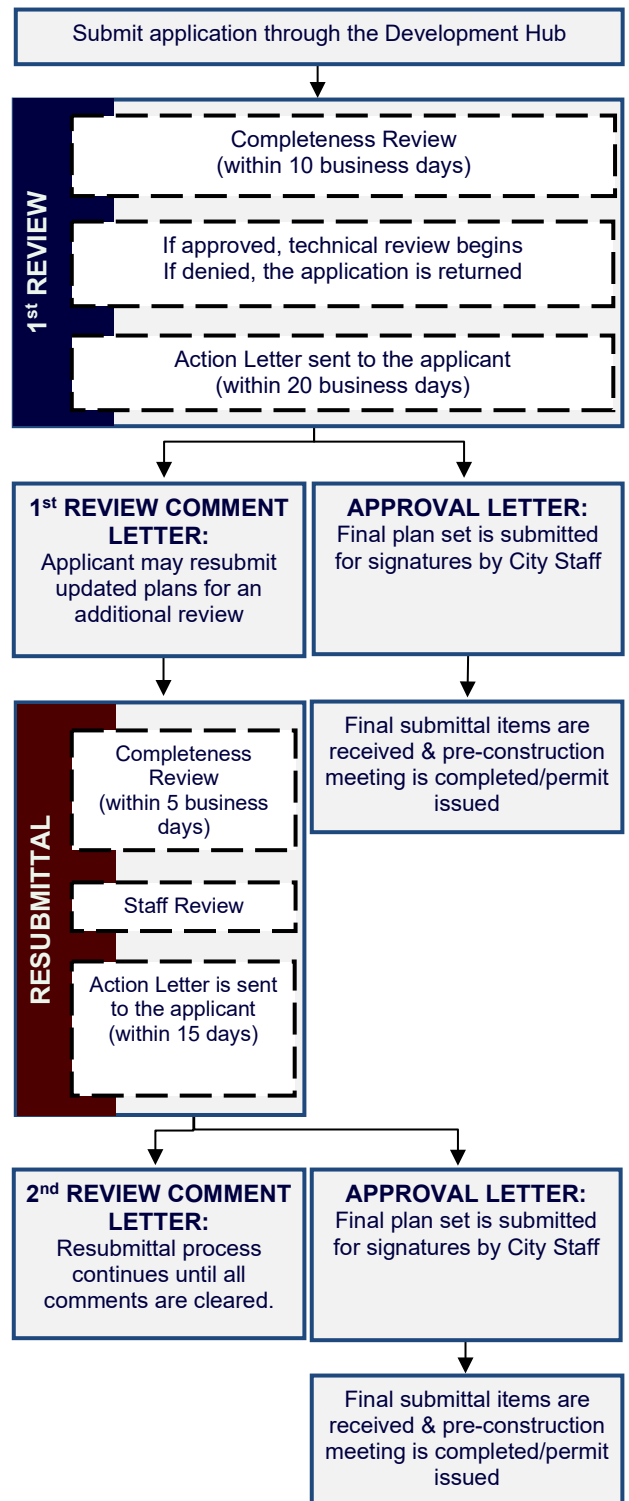 Submit application through the Development Hub
1st REVIEW
Completeness Review
(within 10 business days)
If approved, technical review begins
If denied, the application is returned
Action Letter sent to the applicant
(within 20 business days)
1st REVIEW COMMENT
LETTER:
Applicant may resubmit
updated plans for an
additional review
APPROVAL LETTER:
Final plan set is submitted
for signatures by City Staff
Final submittal items are
received & pre-construction
meeting is completed/permit
issued
RESUBMITTAL
Completeness
Review
(within 5 business
days)
Staff Review
Action Letter is sent
to the applicant
(within 15 days)
2nd REVIEW COMMENT
LETTER:
Resubmittal process
continues until all
comments are cleared.
APPROVAL LETTER:
Final plan set is submitted
for signatures by City Staff
Final submittal items are
received & pre-construction
meeting is completed/permit
issued